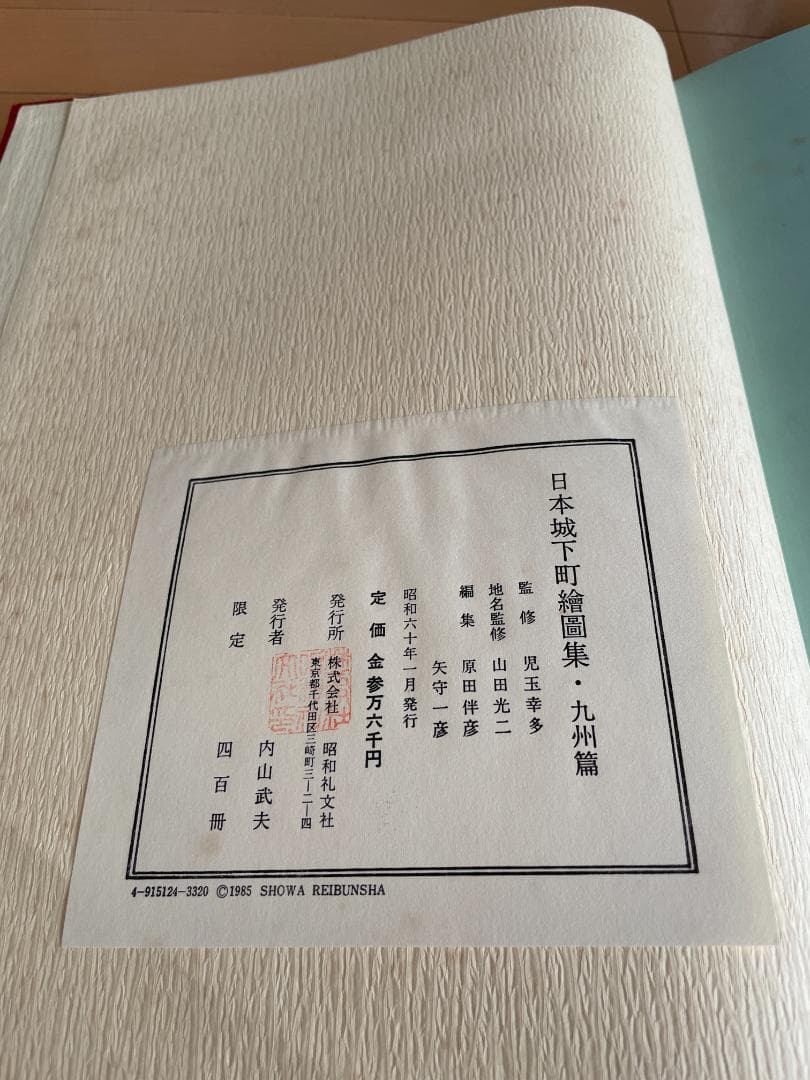 日本城下町繪圖集・九州篇
監修 児玉幸多
地名監修 山田光二
編集 原田伴彦
矢守一彦
昭和六十年一月発行
定価 金参万六千円
発行所 株式会社 昭和礼文社
東京都千代田区三崎町三ー二ー四
発行者 内山武夫
限定 四百冊
4-915124-3320 ©1985 SHOWA REIBUNSHA